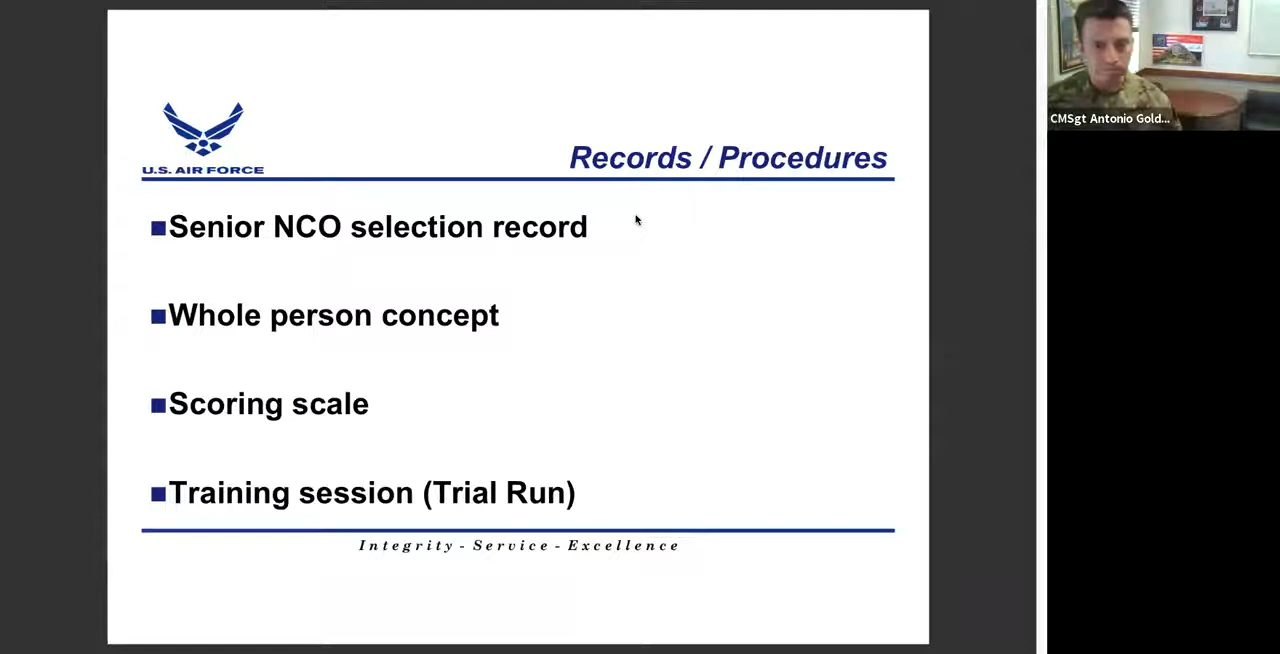 U.S. AIR FORCE
Records / Procedures
Senior NCO selection record
Whole person concept
Scoring scale
Training session (Trial Run)
Integrity - Service - Excellence
CMSgt Antonio Gold...